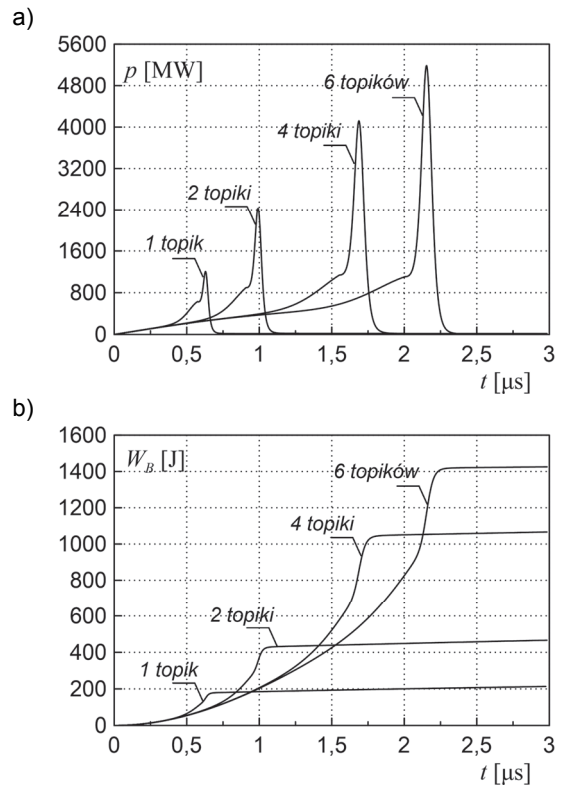 a)
5600
p [MW]
6 topików
4800
4 topiki
4000
3200
2 topiki
2400
1 topik
1600
800
0
0 0,5 1 1,5 2 2,5 3
t [μs]
b)
1600
W_B [J]
1400
6 topików
1200
4 topiki
1000
800
2 topiki
600
1 topik
400
200
0
0 0,5 1 1,5 2 2,5 3
t [μs]